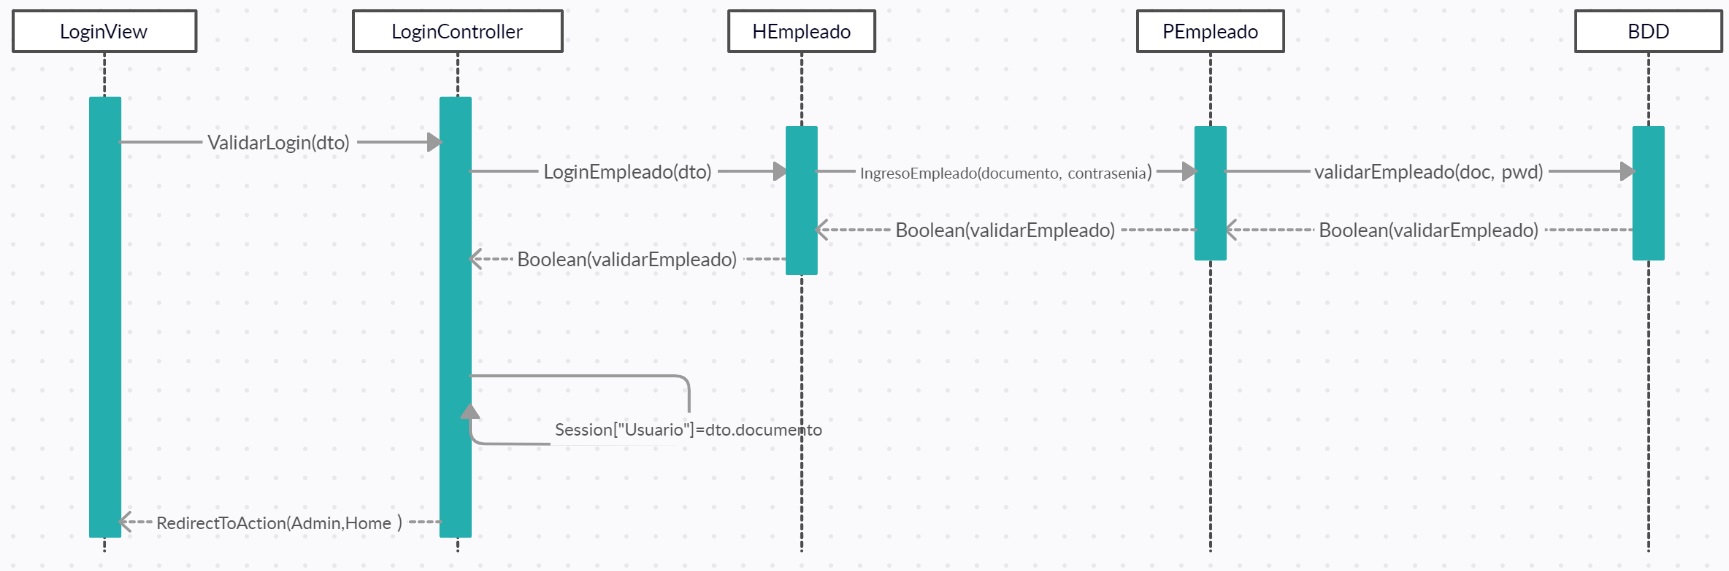 LoginView
LoginController
HEmpleado
PEmpleado
BDD
ValidarLogin(dto)
LoginEmpleado(dto)
IngresoEmpleado(documento, contrasenia)
validarEmpleado(doc, pwd)
Boolean(validarEmpleado)
Boolean(validarEmpleado)
Boolean(validarEmpleado)
Session["Usuario"]=dto.documento
RedirectToAction(Admin,Home )